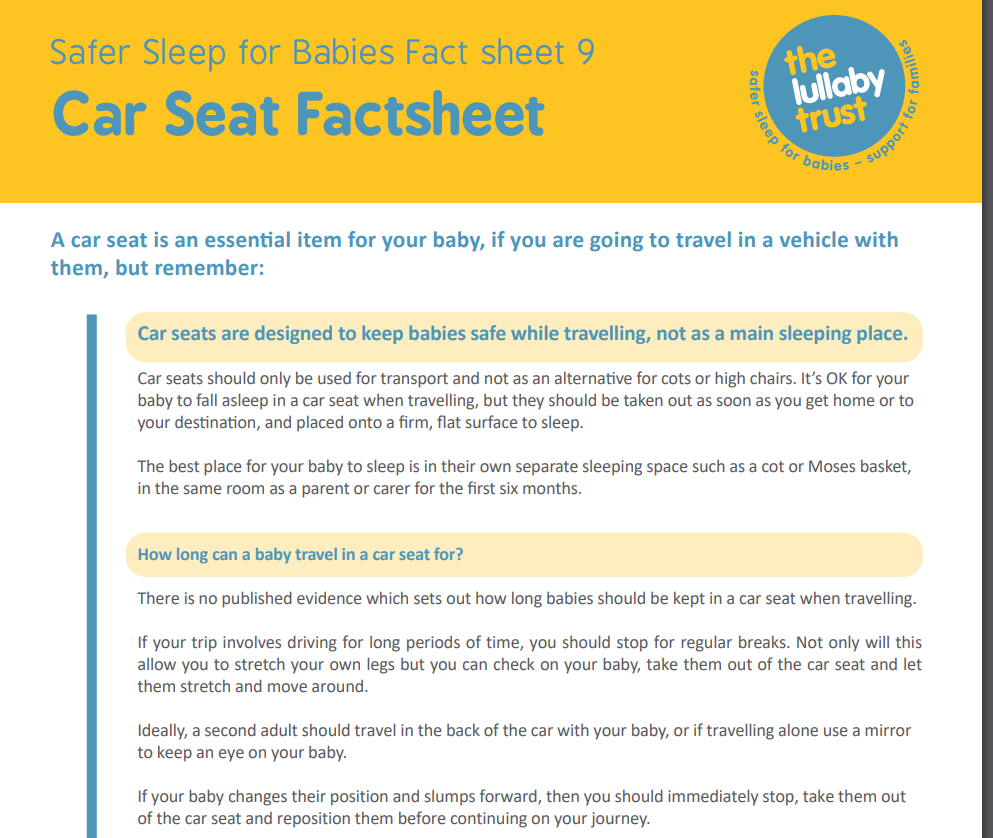 Safer Sleep for Babies Fact sheet 9
Car Seat Factsheet
the
lullaby
trust
safer sleep for babies – support for families
A car seat is an essential item for your baby, if you are going to travel in a vehicle with
them, but remember:
Car seats are designed to keep babies safe while travelling, not as a main sleeping place.
Car seats should only be used for transport and not as an alternative for cots or high chairs. It’s OK for your
baby to fall asleep in a car seat when travelling, but they should be taken out as soon as you get home or to
your destination, and placed onto a firm, flat surface to sleep.
The best place for your baby to sleep is in their own separate sleeping space such as a cot or Moses basket,
in the same room as a parent or carer for the first six months.
How long can a baby travel in a car seat for?
There is no published evidence which sets out how long babies should be kept in a car seat when travelling.
If your trip involves driving for long periods of time, you should stop for regular breaks. Not only will this
allow you to stretch your own legs but you can check on your baby, take them out of the car seat and let
them stretch and move around.
Ideally, a second adult should travel in the back of the car with your baby, or if travelling alone use a mirror
to keep an eye on your baby.
If your baby changes their position and slumps forward, then you should immediately stop, take them out
of the car seat and reposition them before continuing on your journey.